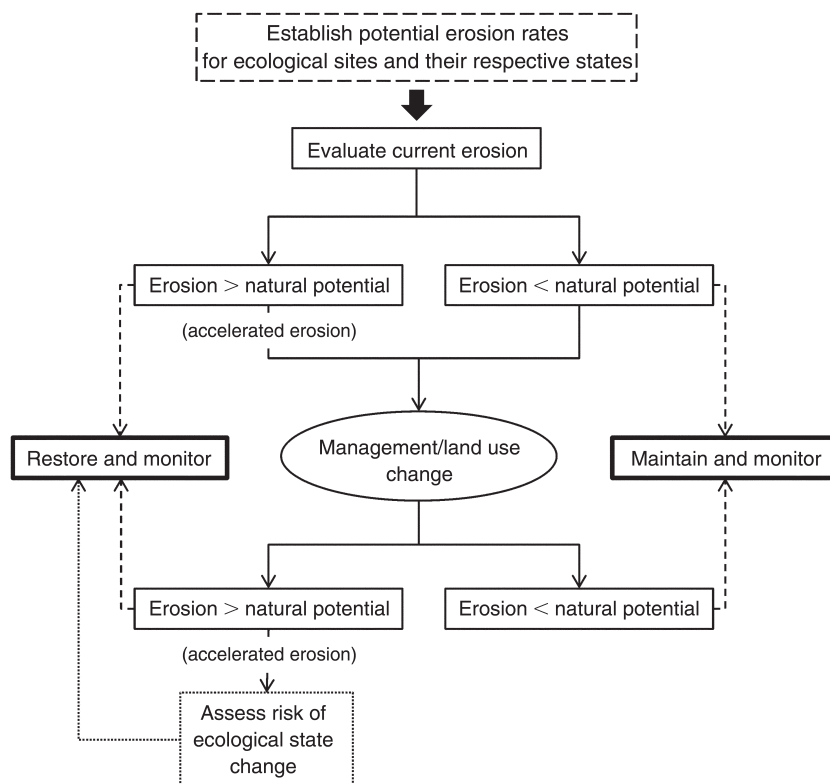 Establish potential erosion rates
for ecological sites and their respective states
Evaluate current erosion
Erosion > natural potential
Erosion < natural potential
(accelerated erosion)
Management/land use
change
Restore and monitor
Maintain and monitor
Erosion > natural potential
Erosion < natural potential
(accelerated erosion)
Assess risk of
ecological state
change